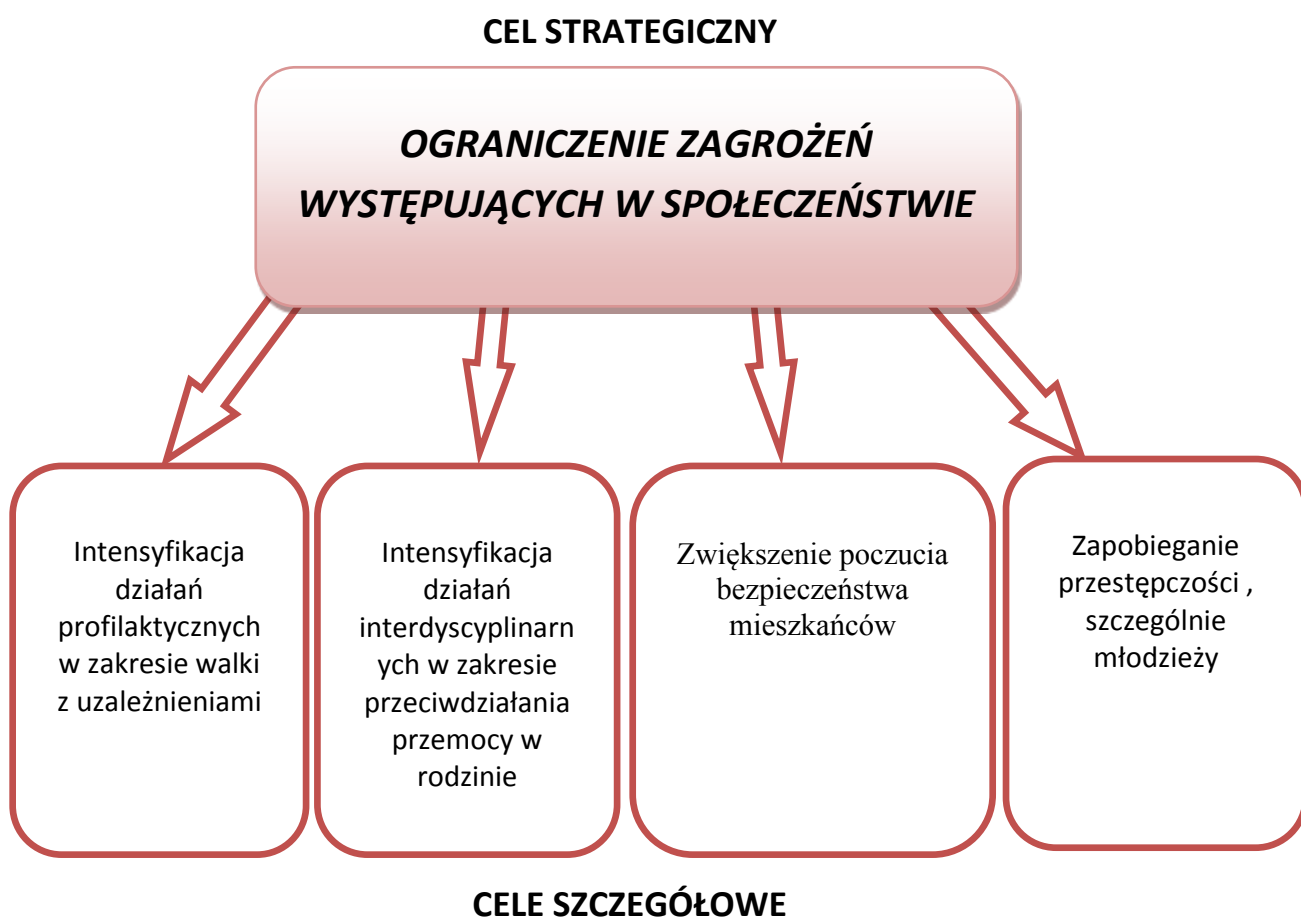 CEL STRATEGICZNY
OGRANICZENIE ZAGROŻEŃ
WYSTĘPUJĄCYCH W SPOŁECZEŃSTWIE
Intensyfikacja
działań
profilaktycznych
w zakresie walki
z uzależnieniami
Intensyfikacja
działań
interdyscyplinarn
ych w zakresie
przeciwdziałania
przemocy w
rodzinie
Zwiększenie poczucia
bezpieczeństwa
mieszkańców
Zapobieganie
przestępczości ,
szczególnie
młodzieży
CELE SZCZEGÓŁOWE